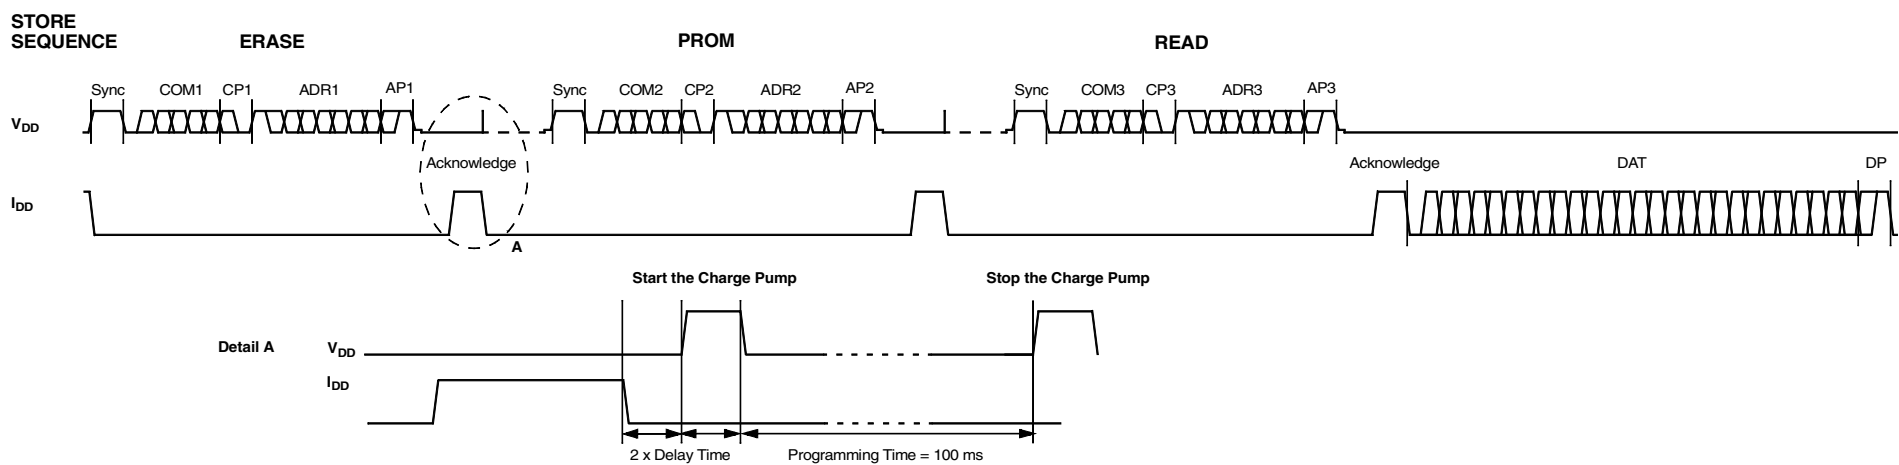 STORE
SEQUENCE ERASE PROM READ
Sync COM1 CP1 ADR1 AP1 Sync COM2 CP2 ADR2 AP2 Sync COM3 CP3 ADR3 AP3
VDD
Acknowledge Acknowledge DAT DP
IDD
A
Start the Charge Pump Stop the Charge Pump
Detail A VDD
IDD
2 x Delay Time Programming Time = 100 ms